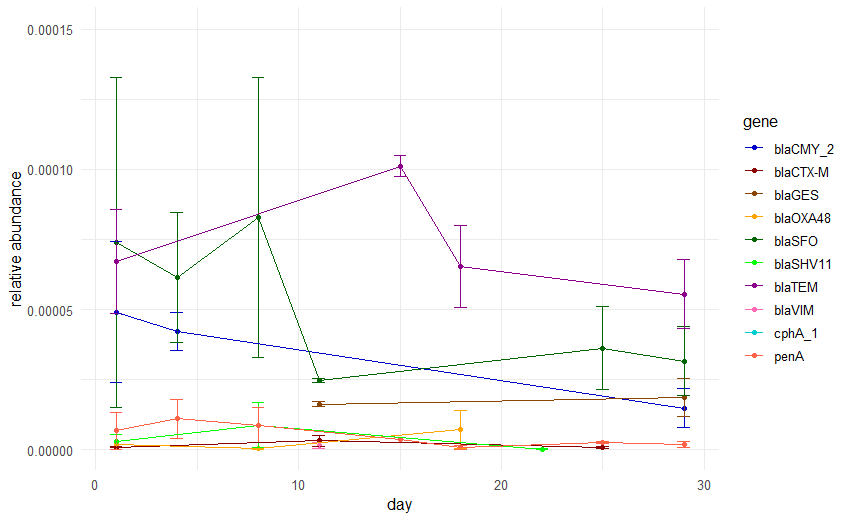 0.00015
0.00010
0.00005
0.00000
relative abundance
0 10 20 30
day
gene
blaCMY_2
blaCTX-M
blaGES
blaOXA48
blaSFO
blaSHV11
blaTEM
blaVIM
cphA_1
penA